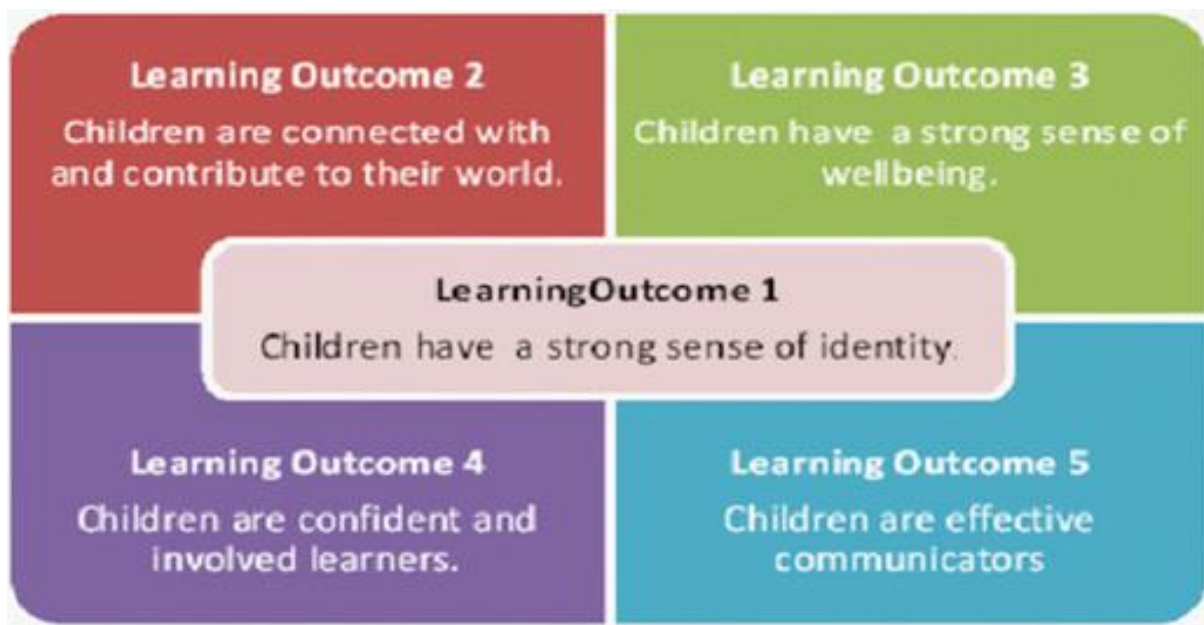 Learning Outcome 2
Children are connected with
and contribute to their world.
Learning Outcome 3
Children have a strong sense of
wellbeing.
LearningOutcome 1
Children have a strong sense of identity.
Learning Outcome 4
Children are confident and
involved learners.
Learning Outcome 5
Children are effective
communicators